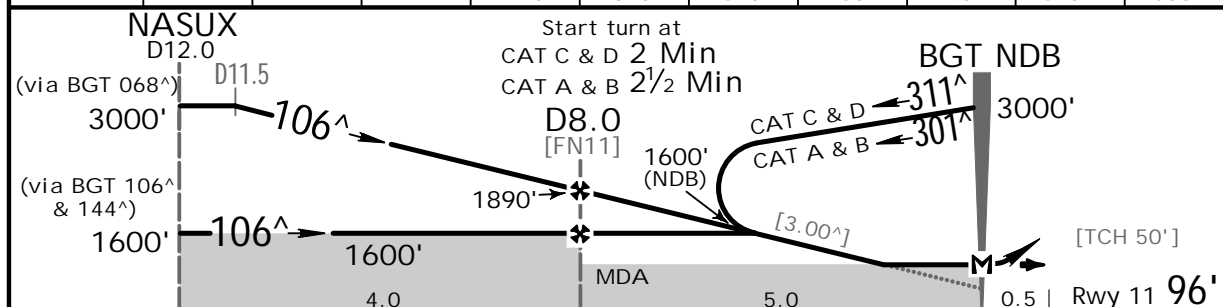 NASUX
D12.0
(via BGT 068^)
D11.5
3000'
106^
Start turn at
CAT C & D 2 Min
CAT A & B 2½ Min
D8.0
[FN11]
1890'
1600'
(NDB)
BGT NDB
311^
CAT C & D
301^
CAT A & B
3000'
(via BGT 106^
& 144^)
1600'
106^
1600'
[3.00^]
[TCH 50']
M
MDA
4.0
5.0
0.5
Rwy 11 96'